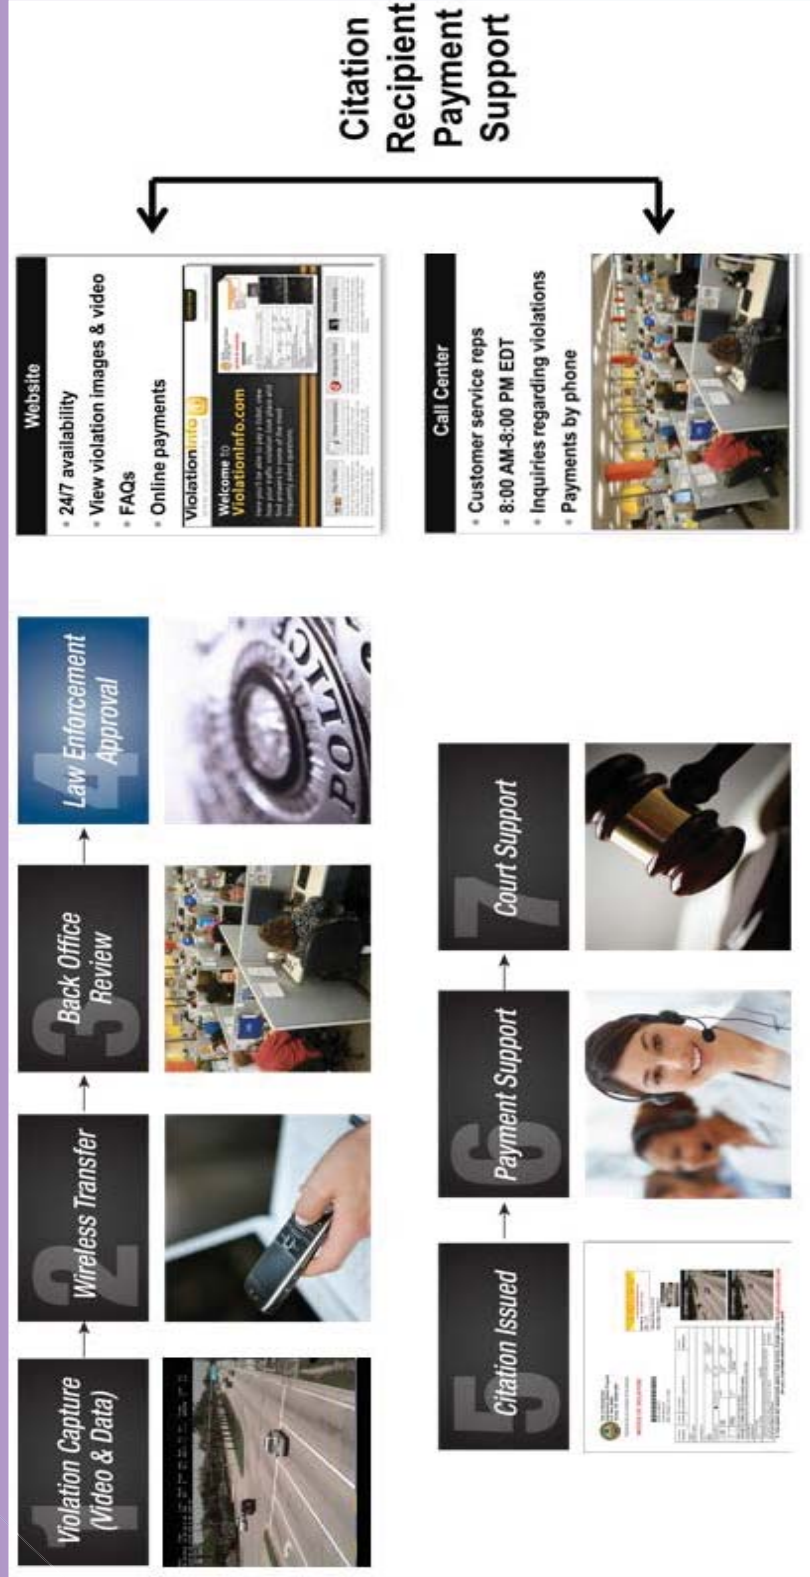 1
Violation Capture
(Video & Data)
2
Wireless Transfer
3
Back Office
Review
4
Law Enforcement
Approval
POLIC
5
Citation Issued
6
Payment Support
7
Court Support
Website
24/7 availability
View violation images & video
FAQs
Online payments
ViolationInfo
Welcome to
ViolationInfo.com
Call Center
Customer service reps
8:00 AM-8:00 PM EDT
Inquiries regarding violations
Payments by phone
Citation
Recipient
Payment
Support